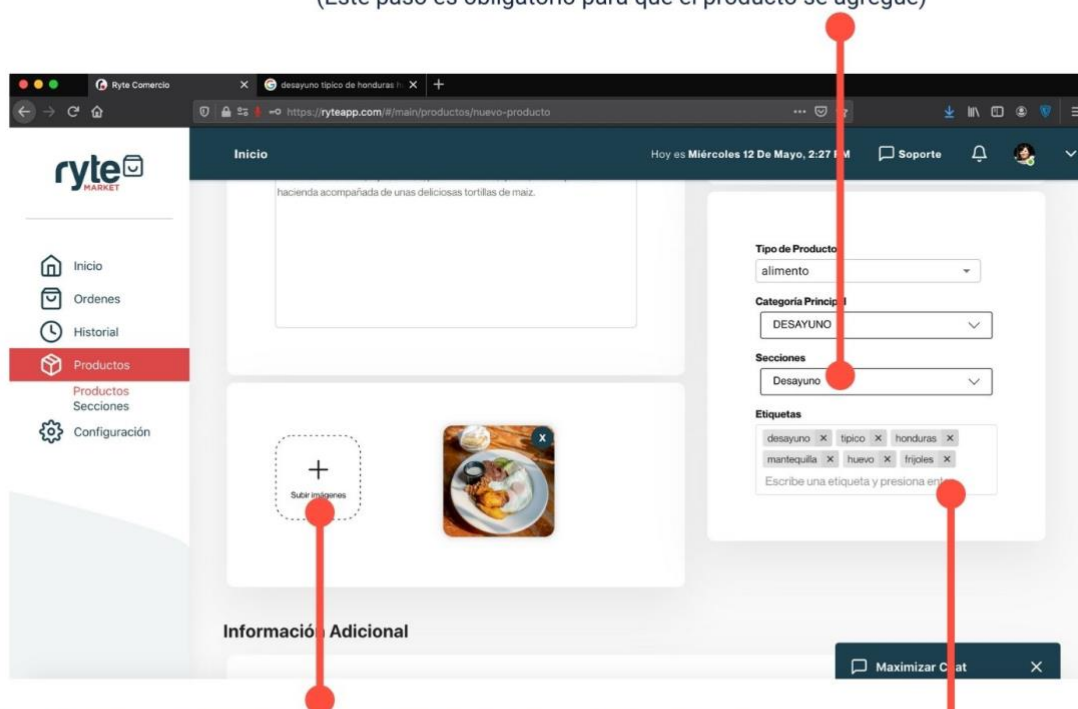 (Este paso es obligatorio para que el producto se agregue)
Ryte Comercio
desayuno tipico de honduras h
https://ryteapp.com/#/main/productos/nuevo-producto
ryte
MARKET
Inicio
Hoy es Miércoles 12 De Mayo, 2:27 PM
Soporte
hacienda acompañada de unas deliciosas tortillas de maiz.
Inicio
Ordenes
Historial
Productos
Productos
Secciones
Configuración
Tipo de Producto
alimento
Categoría Principal
DESAYUNO
Secciones
Desayuno
Etiquetas
desayuno X tipico X honduras X
mantequilla X huevo X frijoles X
Escribe una etiqueta y presiona enter
Subir imágenes
X
Información Adicional
Maximizar Chat X